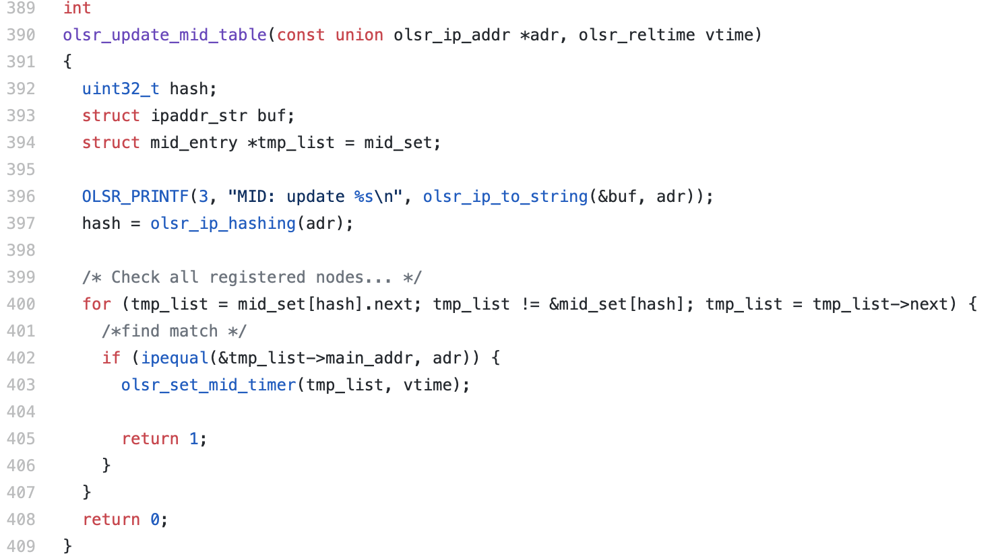 389 int
390 olsr_update_mid_table(const union olsr_ip_addr *adr, olsr_reltime vtime)
391 {
392   uint32_t hash;
393   struct ipaddr_str buf;
394   struct mid_entry *tmp_list = mid_set;
395
396   OLSR_PRINTF(3, "MID: update %s\n", olsr_ip_to_string(&buf, adr));
397   hash = olsr_ip_hashing(adr);
398
399   /* Check all registered nodes... */
400   for (tmp_list = mid_set[hash].next; tmp_list != &mid_set[hash]; tmp_list = tmp_list->next) {
401     /*find match */
402     if (ipequal(&tmp_list->main_addr, adr)) {
403       olsr_set_mid_timer(tmp_list, vtime);
404
405       return 1;
406     }
407   }
408   return 0;
409 }